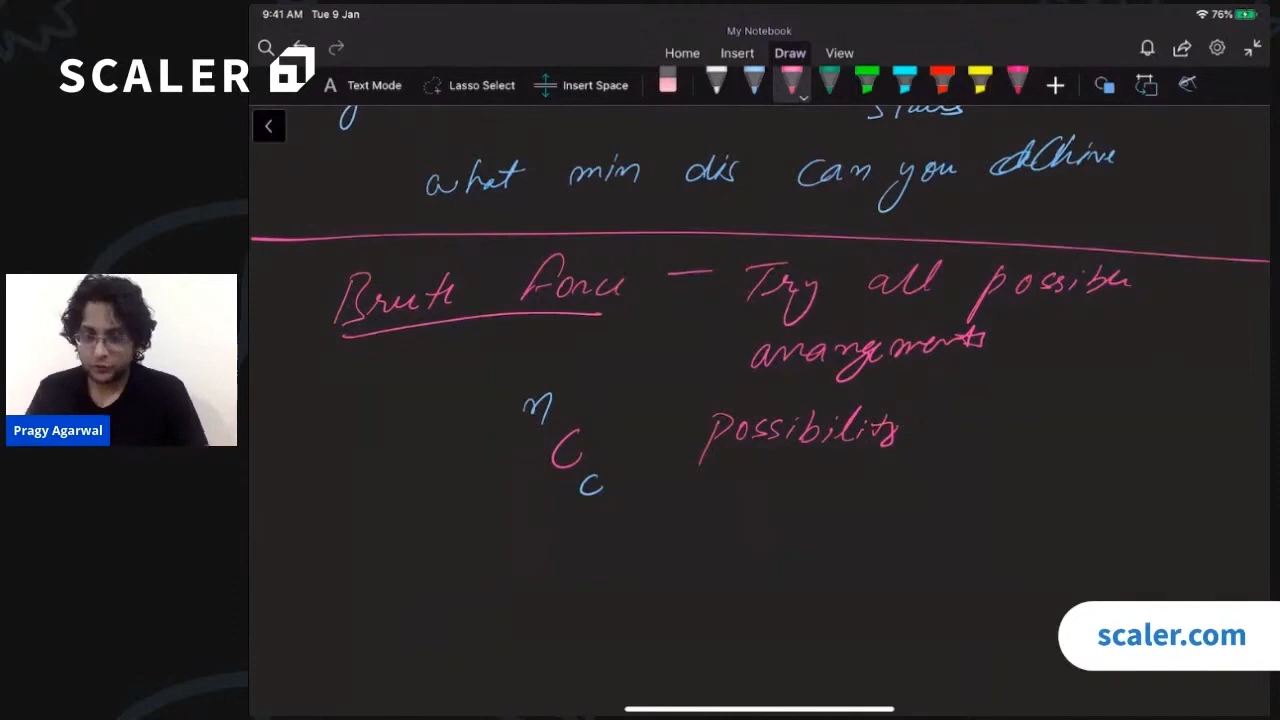 9:41 AM Tue 9 Jan
76%
My Notebook
Home Insert Draw View
SCALER
Text Mode Lasso Select Insert Space
what min dis can you
Brute Force — Try all possible
arrangements
n
C possibility
c
Pragy Agarwal
scaler.com